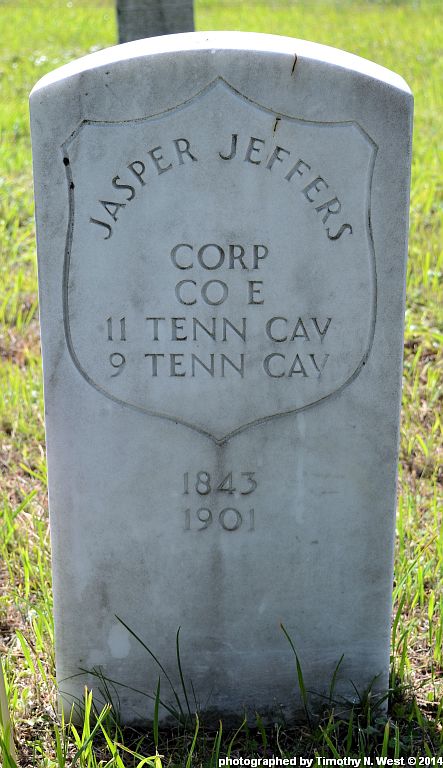 JASPER JEFFERS
CORP
CO E
11 TENN CAV
9 TENN CAV
1843
1901
photographed by Timothy N. West © 2014